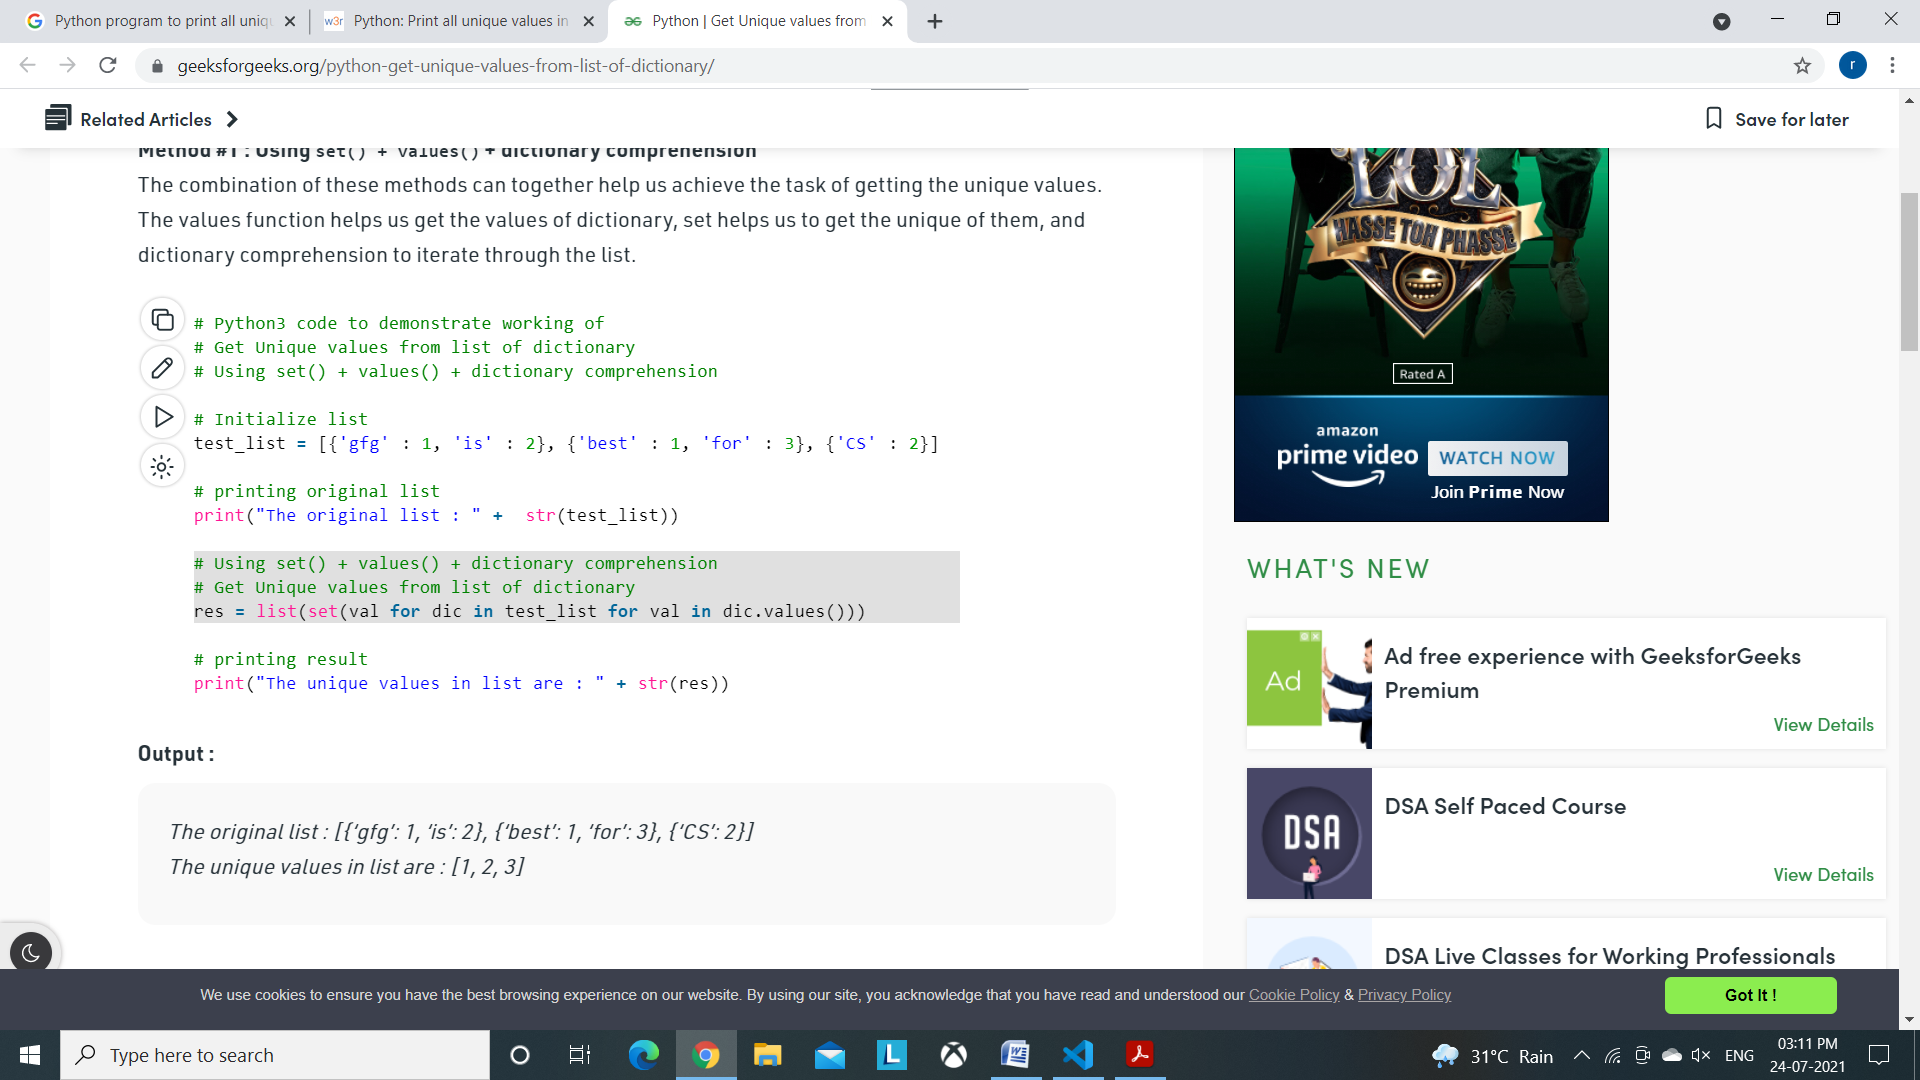 Python program to print all uniqu
w3r Python: Print all unique values in
Python | Get Unique values from
geeksforgeeks.org/python-get-unique-values-from-list-of-dictionary/
r
Related Articles
Save for later
Method #1 : Using set() + values() + dictionary comprehension
The combination of these methods can together help us achieve the task of getting the unique values.
The values function helps us get the values of dictionary, set helps us to get the unique of them, and
dictionary comprehension to iterate through the list.
# Python3 code to demonstrate working of
# Get Unique values from list of dictionary
# Using set() + values() + dictionary comprehension
# Initialize list
test_list = [{'gfg' : 1, 'is' : 2}, {'best' : 1, 'for' : 3}, {'CS' : 2}]
# printing original list
print("The original list : " +  str(test_list))
# Using set() + values() + dictionary comprehension
# Get Unique values from list of dictionary
res = list(set(val for dic in test_list for val in dic.values()))
# printing result
print("The unique values in list are : " + str(res))
Output :
The original list : [{‘gfg’: 1, ‘is’: 2}, {‘best’: 1, ‘for’: 3}, {‘CS’: 2}]
The unique values in list are : [1, 2, 3]
LOL
HASSE TOH PHASSE
Rated A
amazon
prime video
WATCH NOW
Join Prime Now
WHAT'S NEW
Ad
Ad free experience with GeeksforGeeks
Premium
View Details
DSA
DSA Self Paced Course
View Details
DSA Live Classes for Working Professionals
We use cookies to ensure you have the best browsing experience on our website. By using our site, you acknowledge that you have read and understood our Cookie Policy & Privacy Policy
Got It !
Type here to search
L
31°C Rain
ENG
03:11 PM
24-07-2021